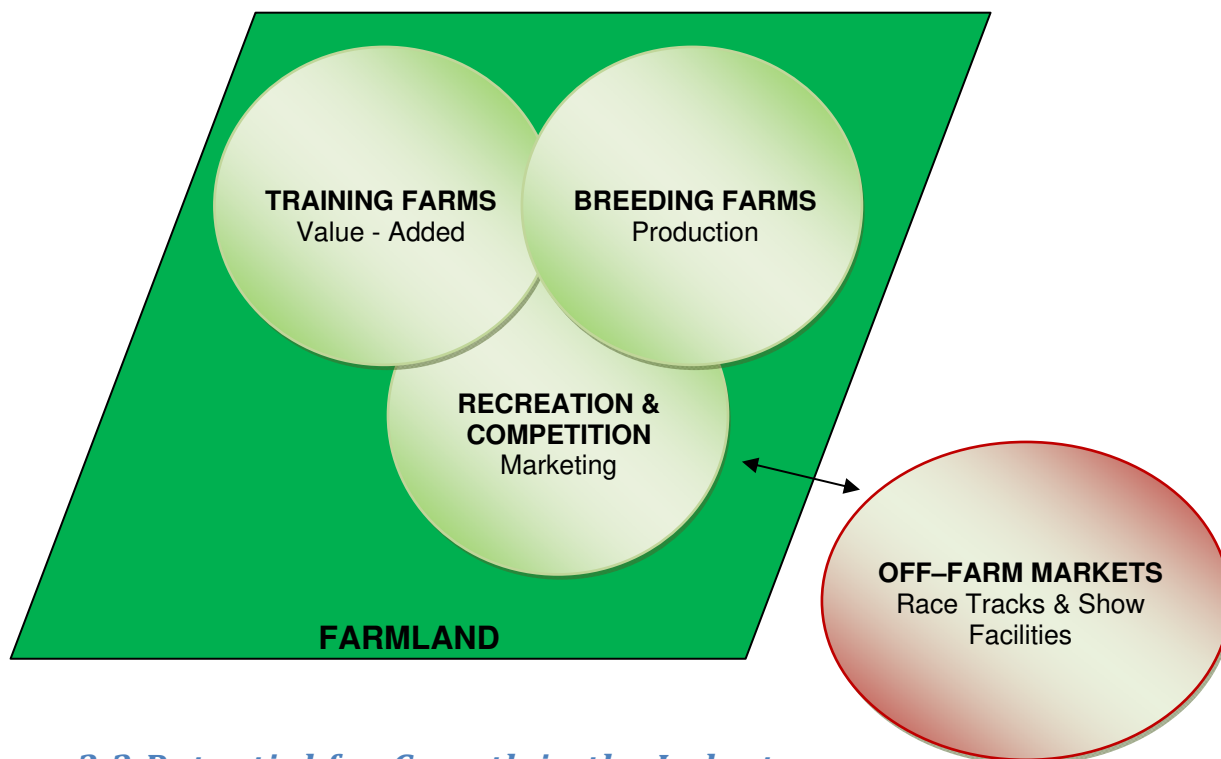 TRAINING FARMS
Value - Added
BREEDING FARMS
Production
RECREATION &
COMPETITION
Marketing
OFF–FARM MARKETS
Race Tracks & Show
Facilities
FARMLAND